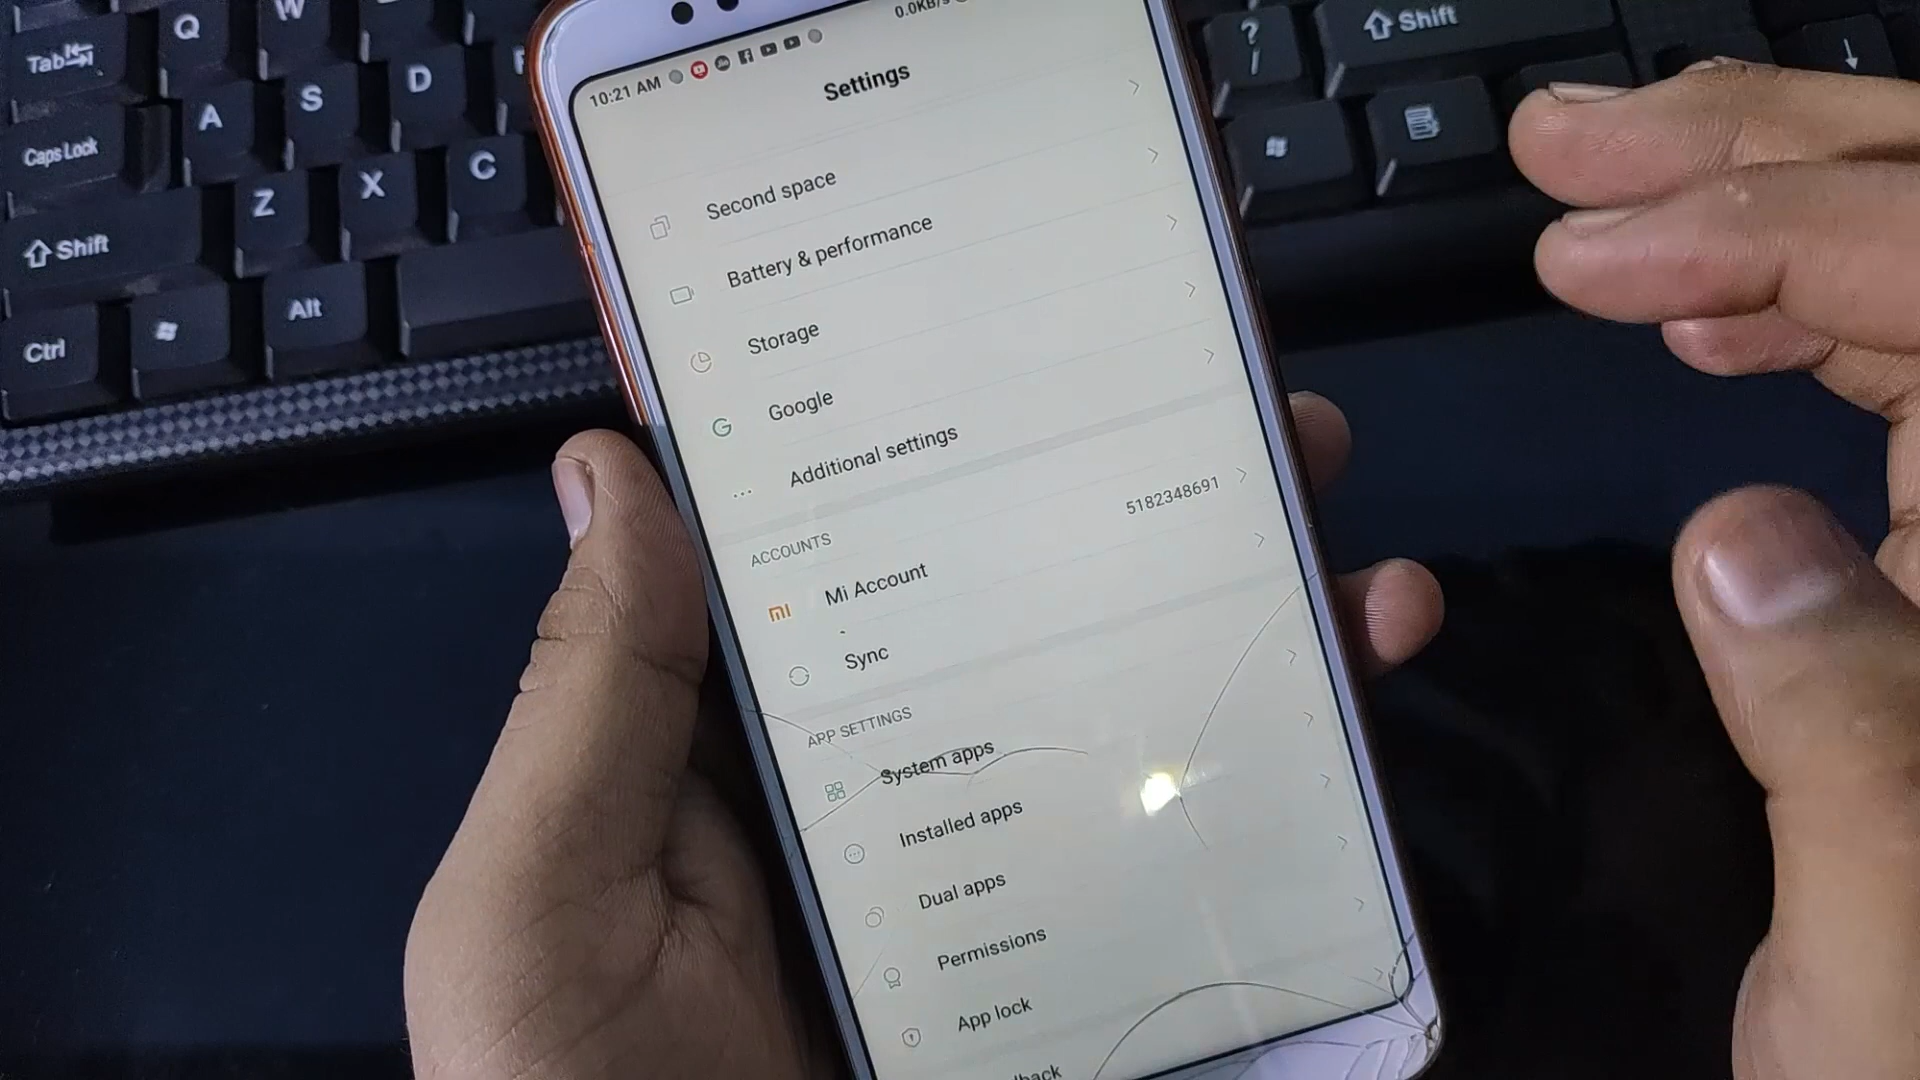 10:21 AM
0.0KB/s
Settings
Second space
Battery & performance
Storage
Google
Additional settings
ACCOUNTS
Mi Account
5182348691
Sync
APP SETTINGS
System apps
Installed apps
Dual apps
Permissions
App lock
Tab
Q
W
Caps Lock
A
S
D
F
Shift
Z
X
C
Ctrl
Alt
?
/
Shift